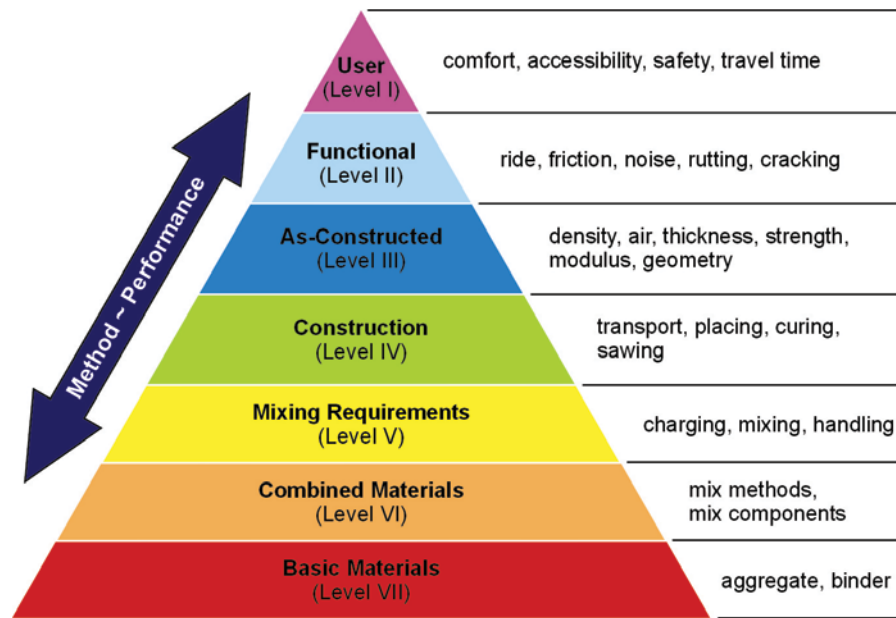 User
(Level I)
comfort, accessibility, safety, travel time
Functional
(Level II)
ride, friction, noise, rutting, cracking
As-Constructed
(Level III)
density, air, thickness, strength,
modulus, geometry
Construction
(Level IV)
transport, placing, curing,
sawing
Mixing Requirements
(Level V)
charging, mixing, handling
Combined Materials
(Level VI)
mix methods,
mix components
Basic Materials
(Level VII)
aggregate, binder
Method ~ Performance